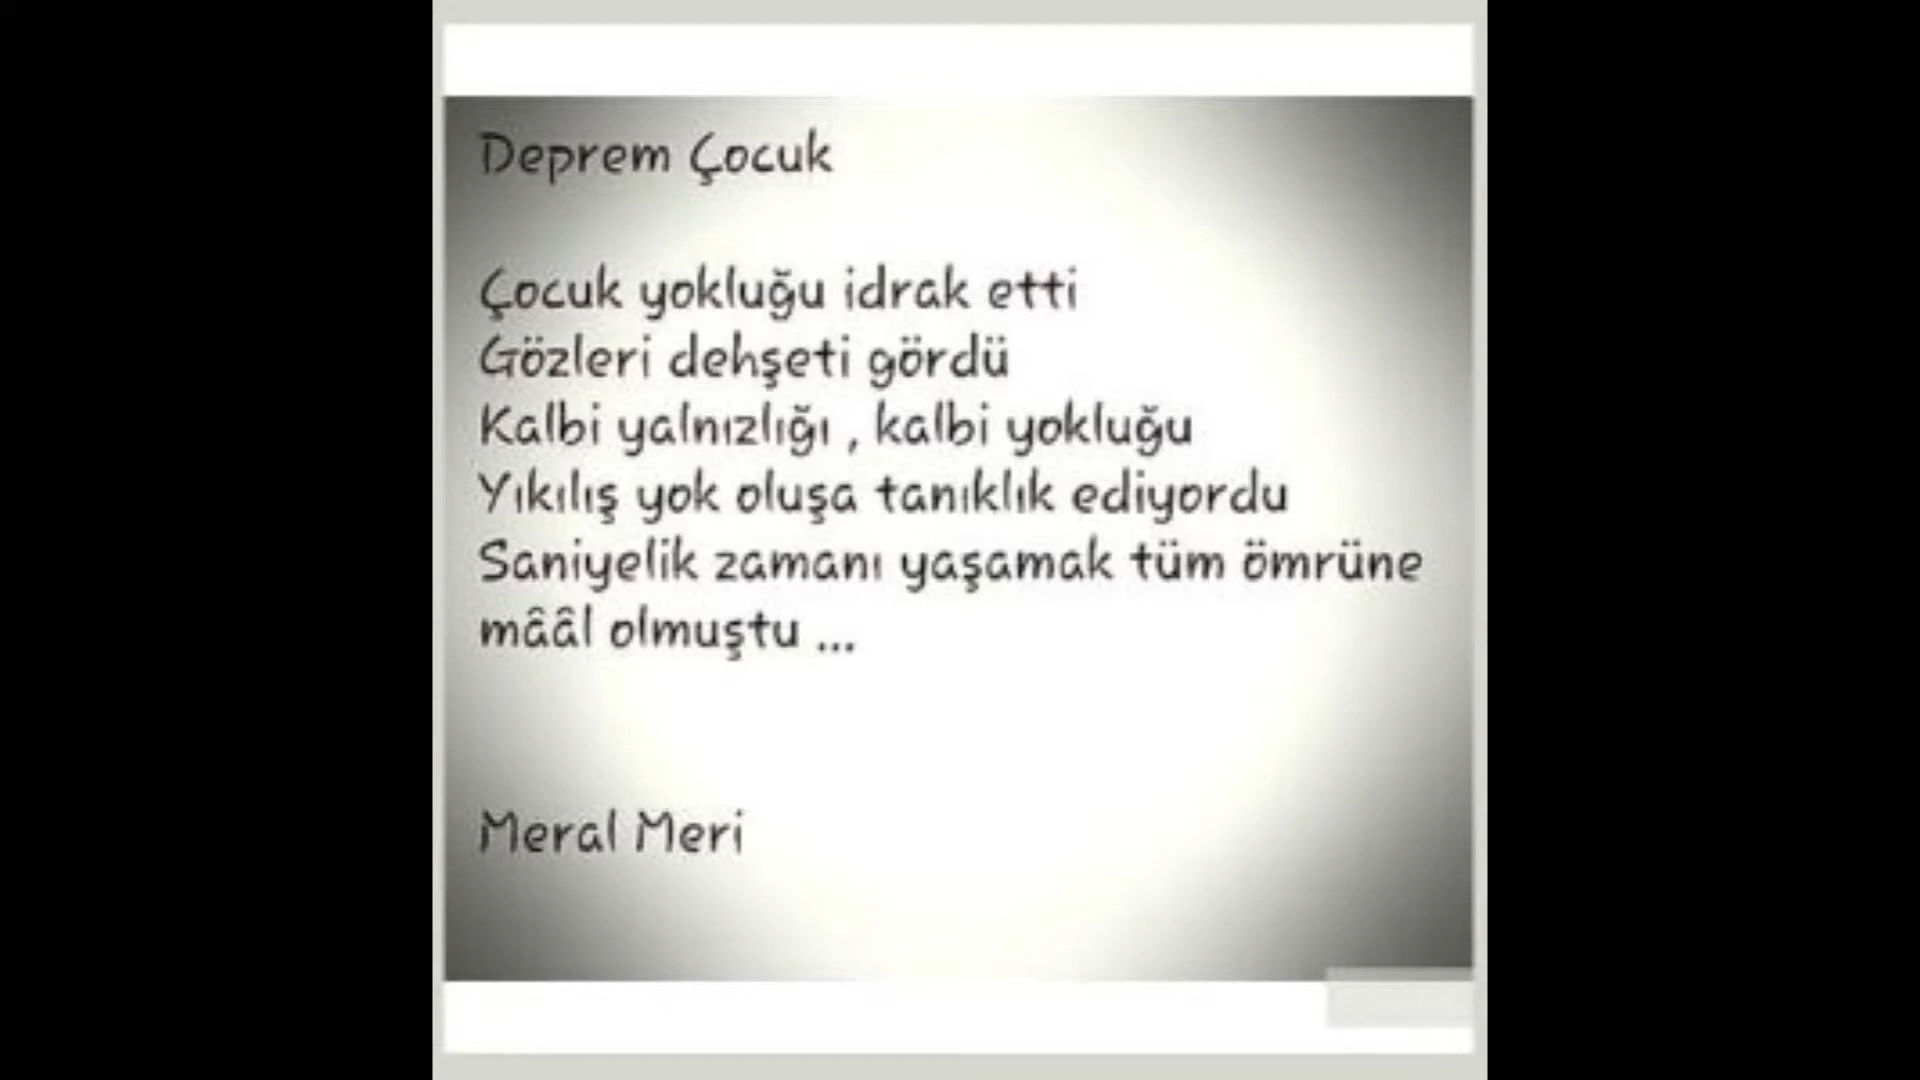 Deprem Çocuk
Çocuk yokluğu idrak etti
Gözleri dehşeti gördü
Kalbi yalnızlığı , kalbi yokluğu
Yıkılış yok oluşa tanıklık ediyordu
Saniyelik zamanı yaşamak tüm ömrüne
mââl olmuştu ...
Meral Meri